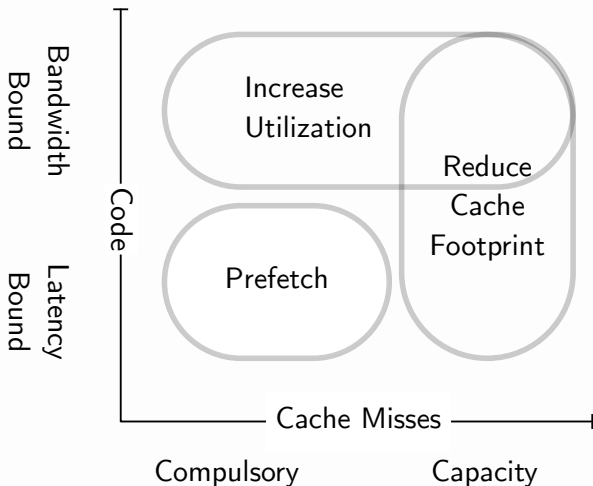 Bandwidth
Bound
Increase
Utilization
Reduce
Cache
Footprint
Code
Latency
Bound
Prefetch
Cache Misses
Compulsory
Capacity